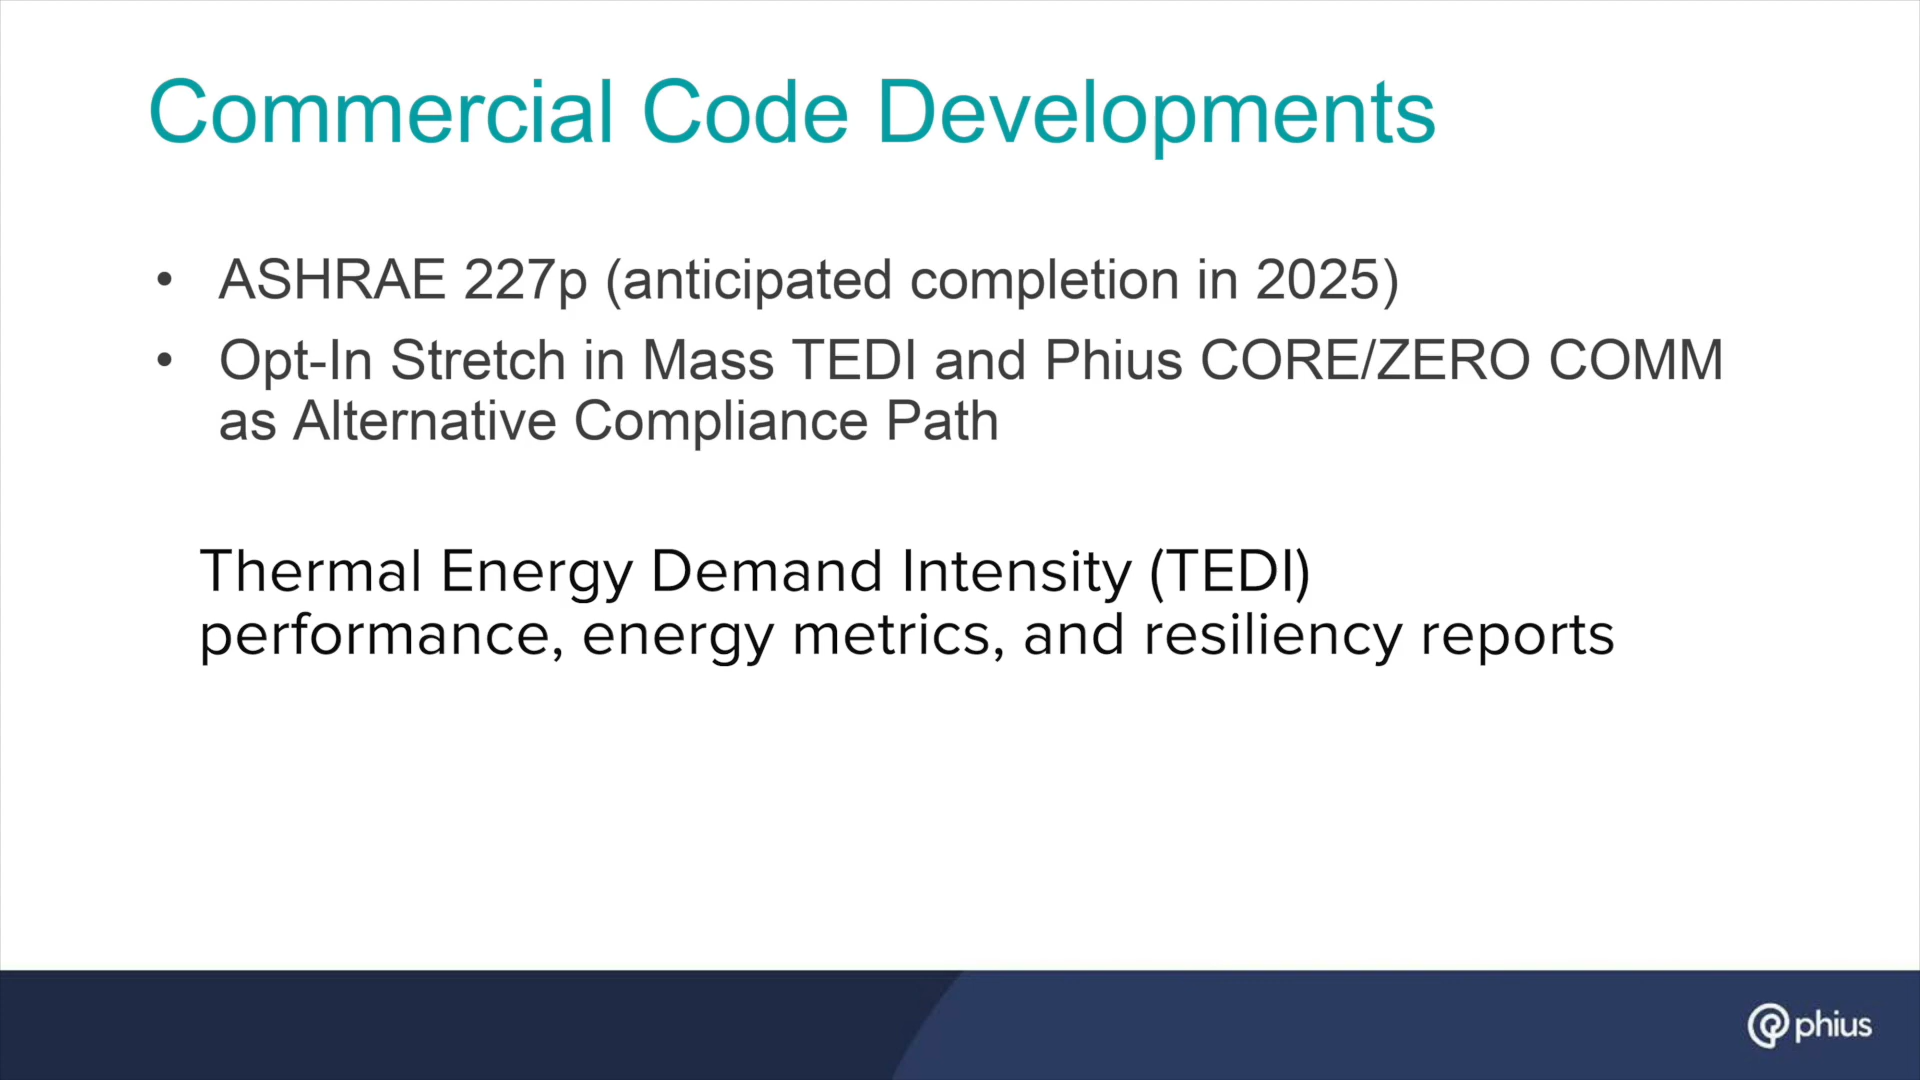 Commercial Code Developments
• ASHRAE 227p (anticipated completion in 2025)
• Opt-In Stretch in Mass TEDI and Phius CORE/ZERO COMM
as Alternative Compliance Path
Thermal Energy Demand Intensity (TEDI)
performance, energy metrics, and resiliency reports
phius